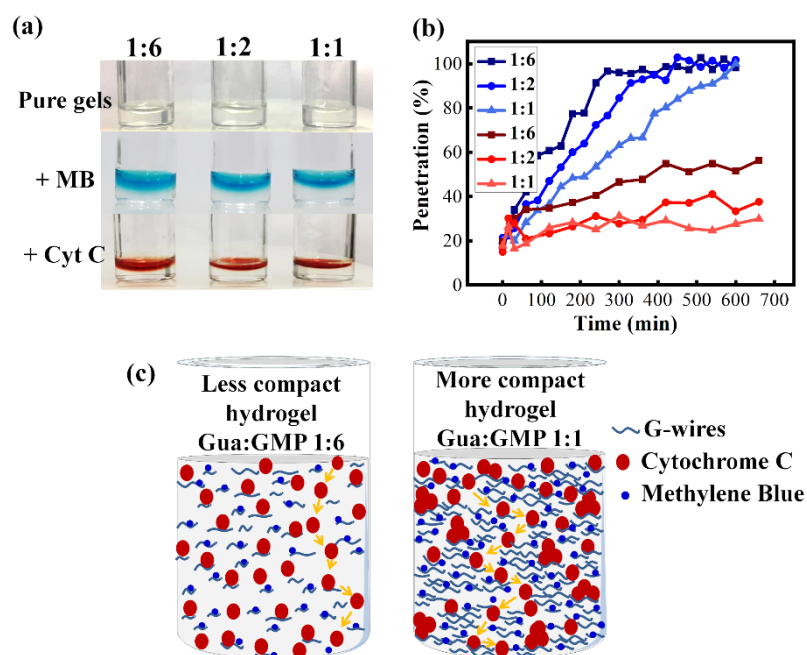 (a)
1:6 1:2 1:1
Pure gels
+ MB
+ Cyt C
(b)
Penetration (%)
100
80
60
40
20
0
1:6
1:2
1:1
1:6
1:2
1:1
0 100 200 300 400 500 600 700
Time (min)
(c)
Less compact
hydrogel
Gua:GMP 1:6
More compact
hydrogel
Gua:GMP 1:1
G-wires
Cytochrome C
Methylene Blue